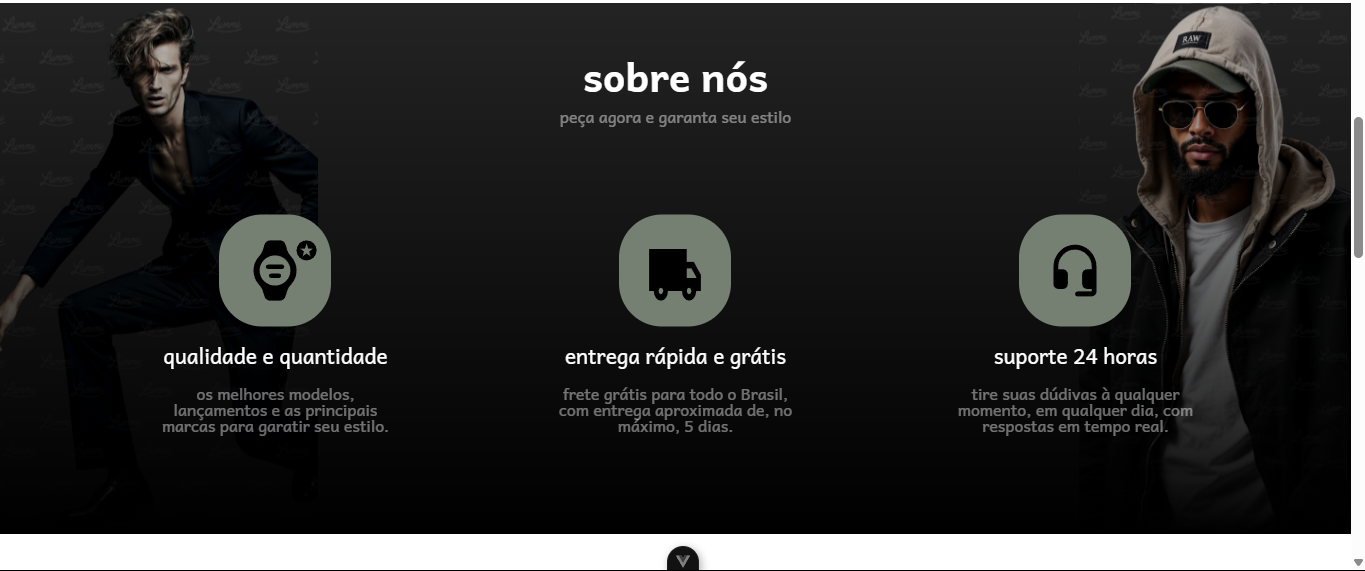 sobre nós
peça agora e garanta seu estilo
RAW
qualidade e quantidade
os melhores modelos,
lançamentos e as principais
marcas para garatir seu estilo.
entrega rápida e grátis
frete grátis para todo o Brasil,
com entrega aproximada de, no
máximo, 5 dias.
suporte 24 horas
tire suas dúdivas à qualquer
momento, em qualquer dia, com
respostas em tempo real.